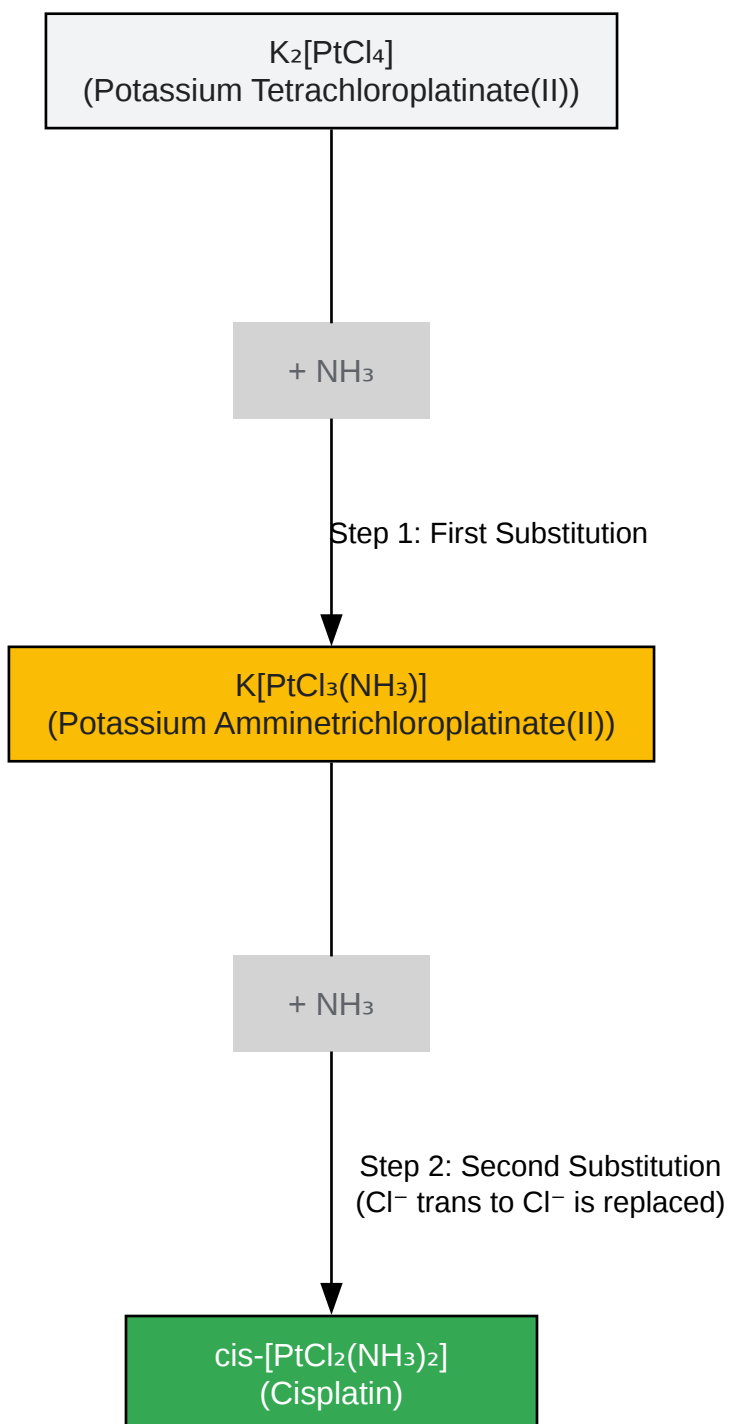 K₂[PtCl₄]
(Potassium Tetrachloroplatinate(II))
+ NH₃
Step 1: First Substitution
K[PtCl₃(NH₃)]
(Potassium Amminetrichloroplatinate(II))
+ NH₃
Step 2: Second Substitution
(Cl⁻ trans to Cl⁻ is replaced)
cis-[PtCl₂(NH₃)₂]
(Cisplatin)